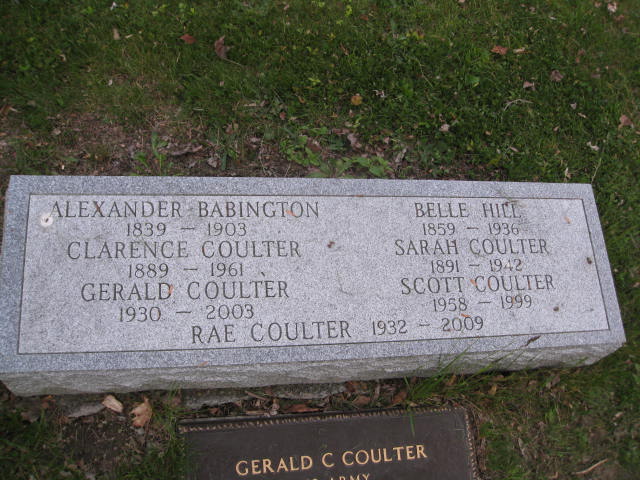 ALEXANDER BABINGTON
1839 - 1903
CLARENCE COULTER
1889 - 1961
GERALD COULTER
1930 - 2003
BELLE HILL
1859 - 1936
SARAH COULTER
1891 - 1942
SCOTT COULTER
1958 - 1999
RAE COULTER 1932 - 2009
GERALD C COULTER
ARMY